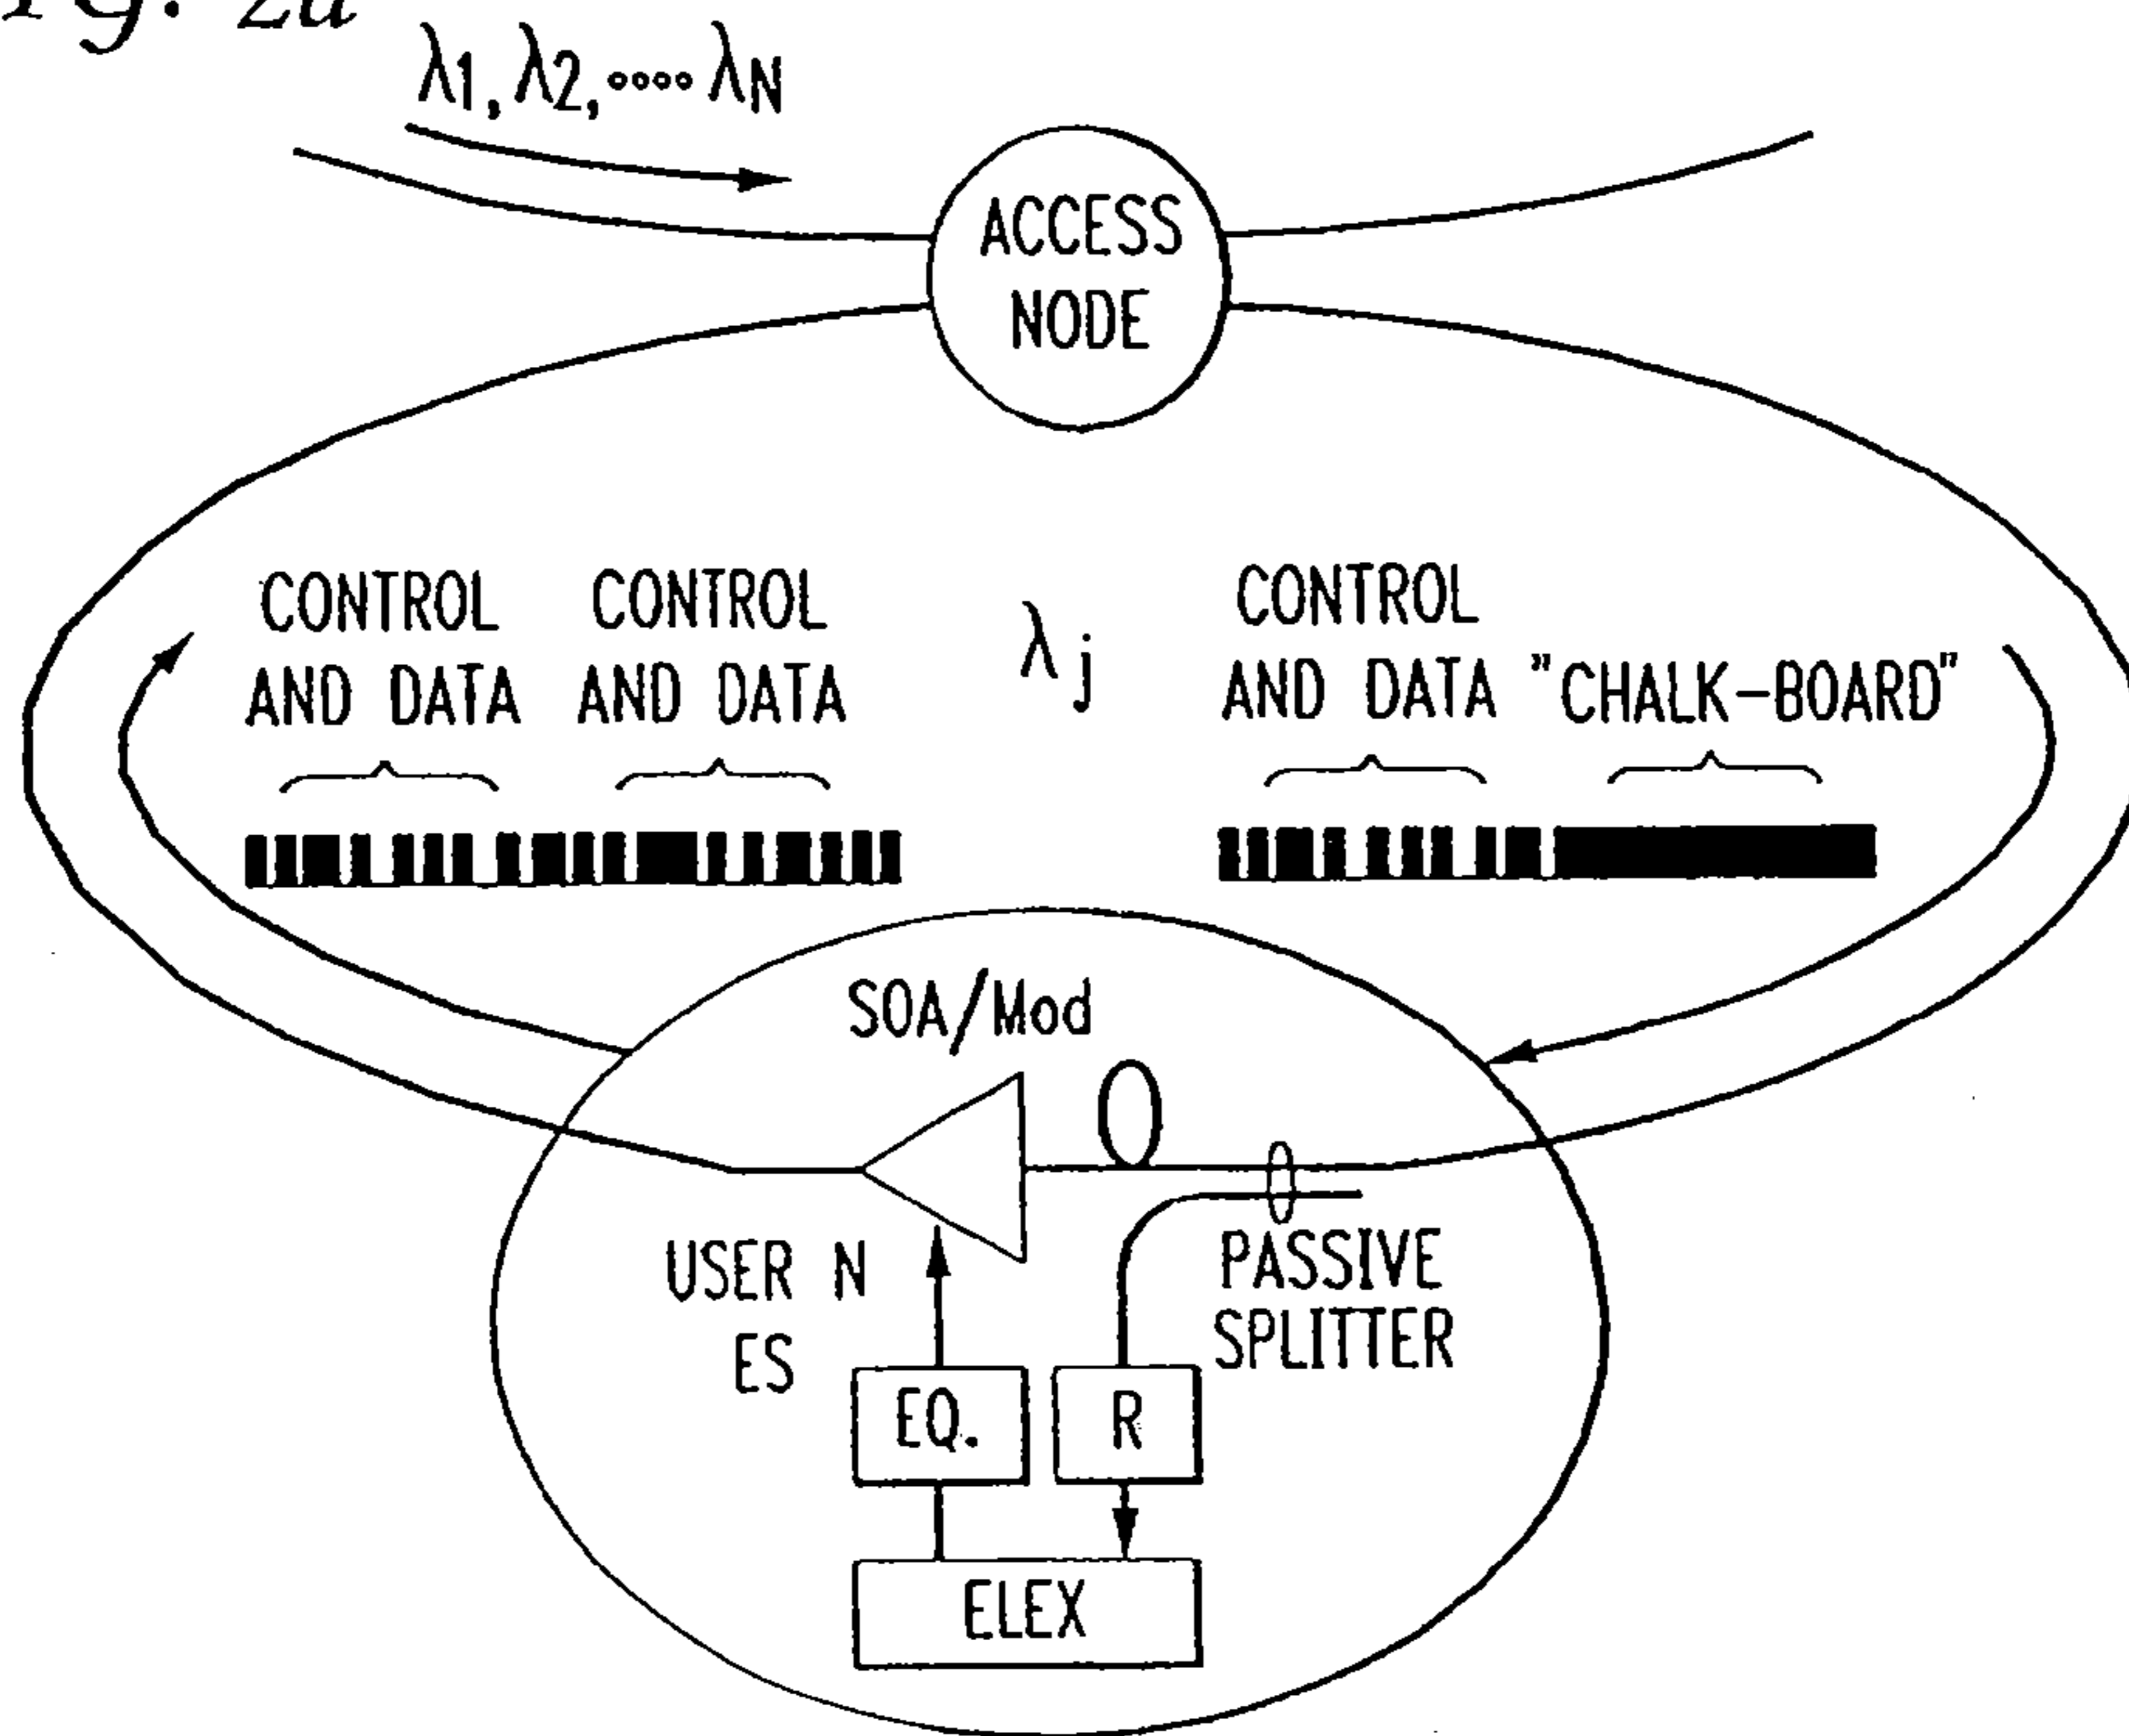 2a
λ1, λ2, •••• λN
ACCESS
NODE
CONTROL
AND DATA
CONTROL
AND DATA
λj
CONTROL
AND DATA
"CHALK-BOARD"
SOA/Mod
USER N
ES
PASSIVE
SPLITTER
EQ.
R
ELEX